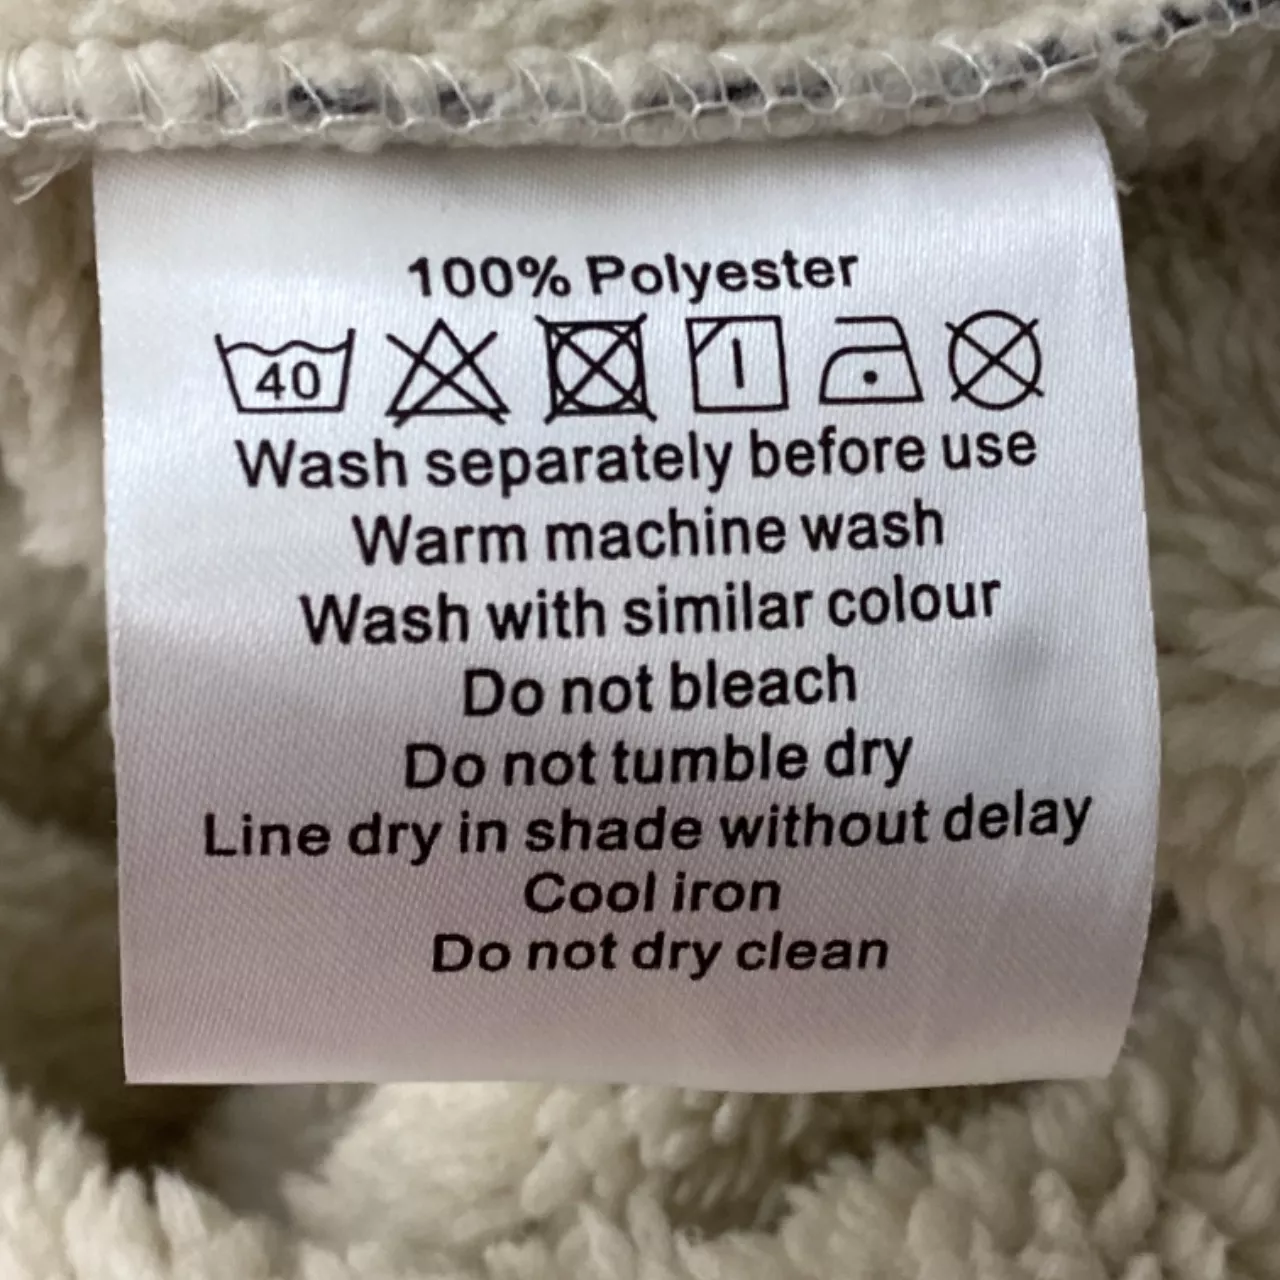 100% Polyester
40
Wash separately before use
Warm machine wash
Wash with similar colour
Do not bleach
Do not tumble dry
Line dry in shade without delay
Cool iron
Do not dry clean